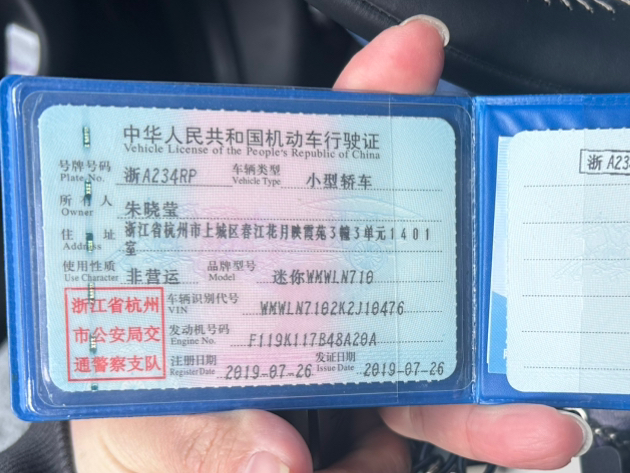 中华人民共和国机动车行驶证
Vehicle License of the People's Republic of China
号牌号码 浙A234RP 车辆类型 小型轿车
Plate No. Vehicle Type
所有人 朱晓莹
Owner
住址 浙江省杭州市上城区春江花月映霞苑3幢3单元1401室
Address
使用性质 非营运 品牌型号 迷你WMWLN710
Use Character Model
浙江省杭州
市公安局交
通警察支队
车辆识别代号 WMWLN7102K2J10476
VIN
发动机号码 F119K117B48A20A
Engine No.
注册日期 2019-07-26 发证日期 2019-07-26
Register Date Issue Date
浙A23